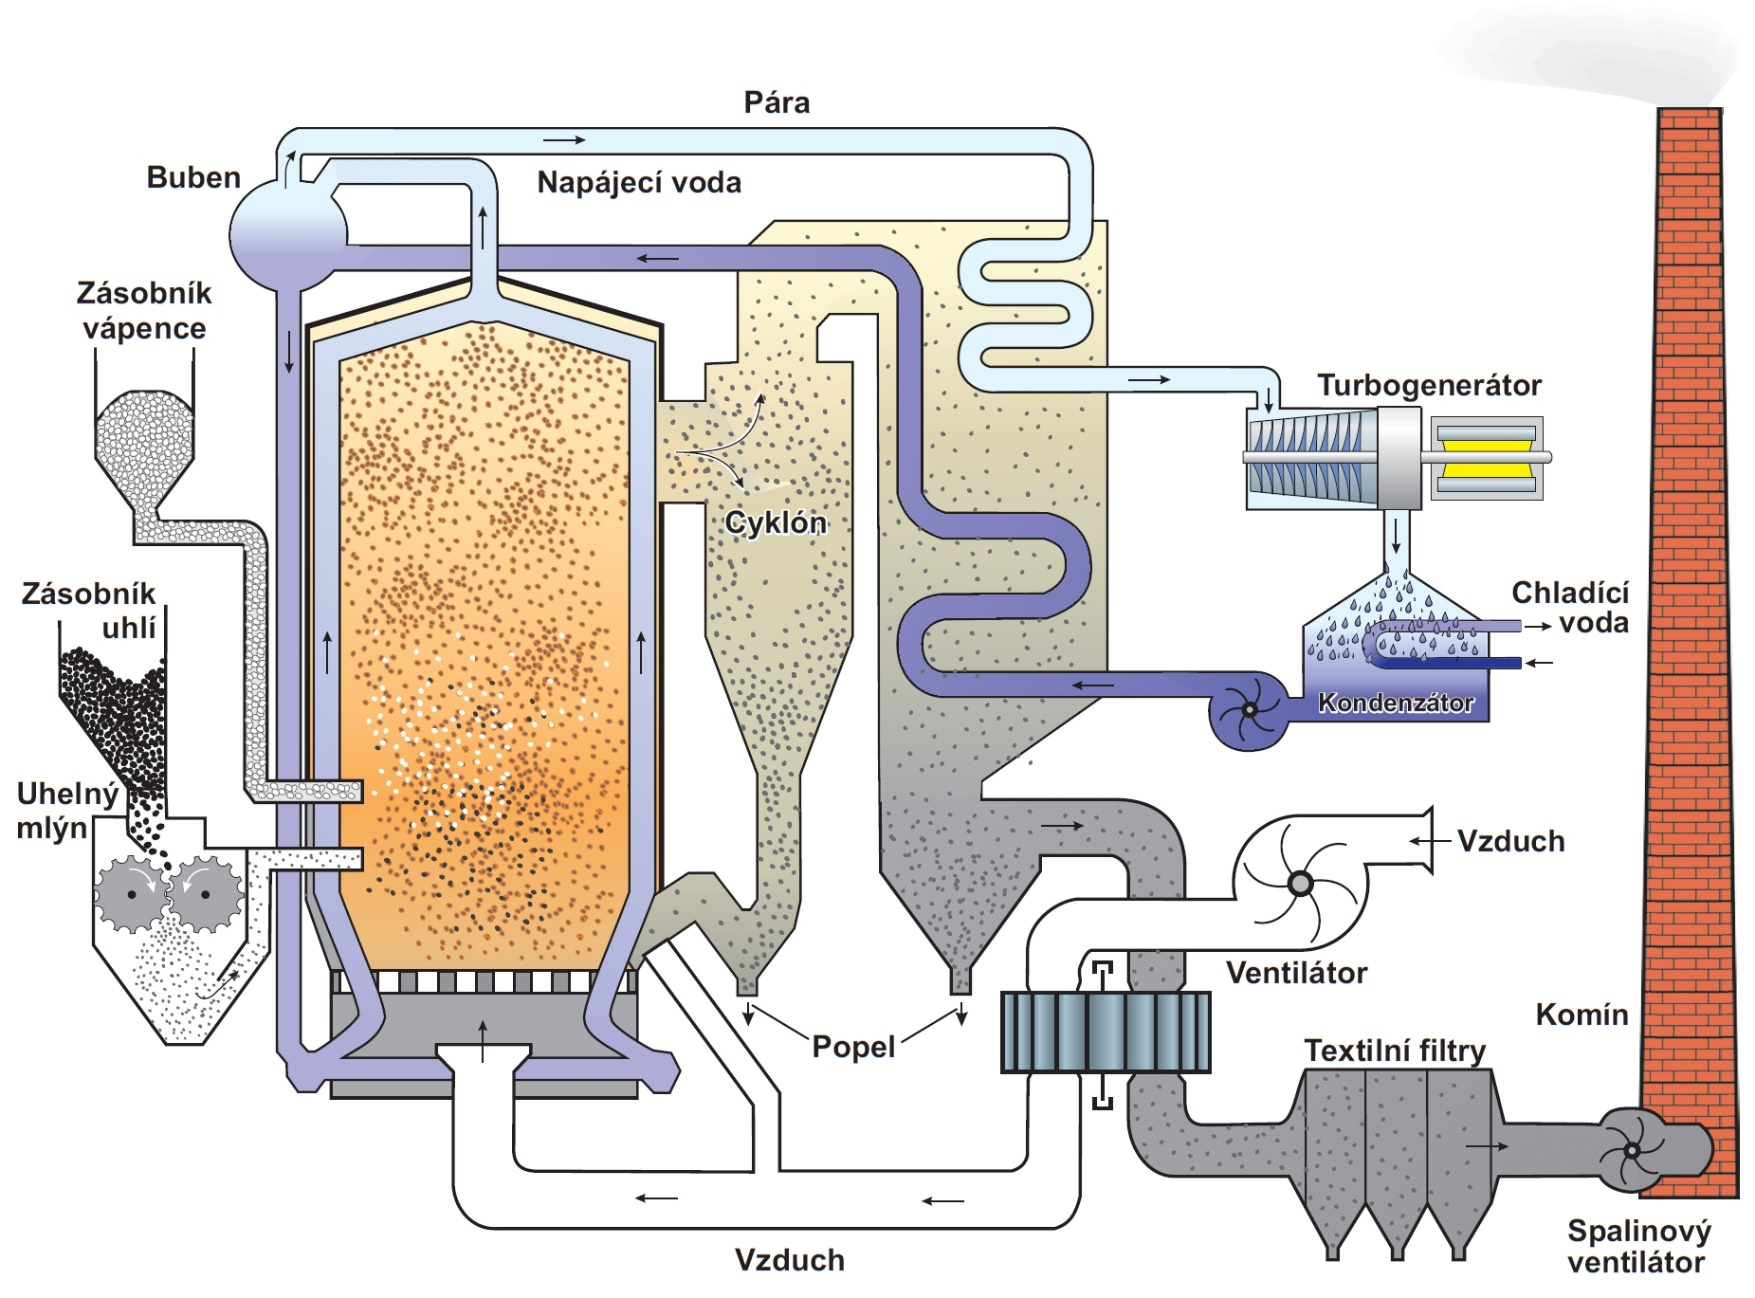 Pára
Buben
Napájecí voda
Zásobník
vápence
Turbogenerátor
Cyklón
Zásobník
uhlí
Chladící
voda
Kondenzátor
Uhelný
mlýn
Vzduch
Ventilátor
Komín
Popel
Textilní filtry
Spalinový
ventilátor
Vzduch